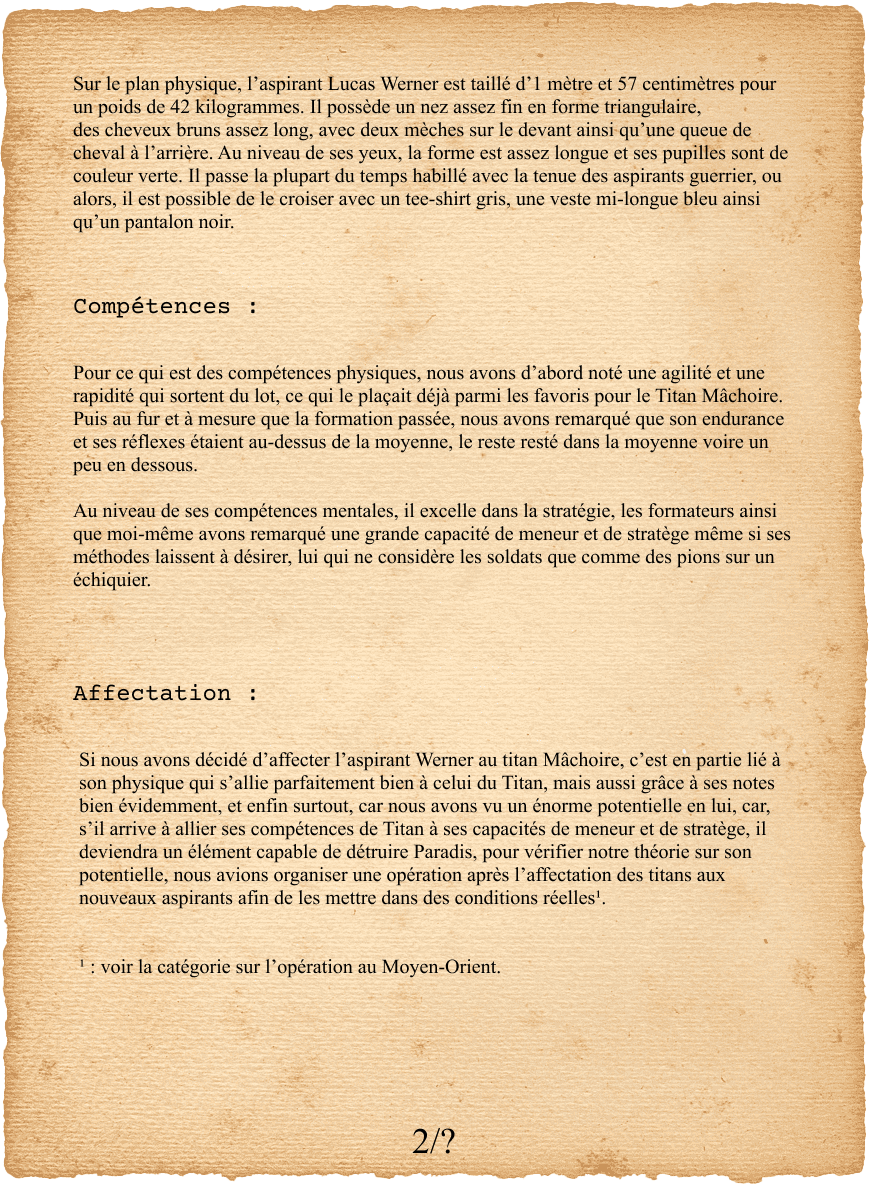 Sur le plan physique, l’aspirant Lucas Werner est taillé d’1 mètre et 57 centimètres pour
un poids de 42 kilogrammes. Il possède un nez assez fin en forme triangulaire,
des cheveux bruns assez long, avec deux mèches sur le devant ainsi qu’une queue de
cheval à l’arrière. Au niveau de ses yeux, la forme est assez longue et ses pupilles sont de
couleur verte. Il passe la plupart du temps habillé avec la tenue des aspirants guerrier, ou
alors, il est possible de le croiser avec un tee-shirt gris, une veste mi-longue bleu ainsi
qu’un pantalon noir.
Compétences :
Pour ce qui est des compétences physiques, nous avons d’abord noté une agilité et une
rapidité qui sortent du lot, ce qui le plaçait déjà parmi les favoris pour le Titan Mâchoire.
Puis au fur et à mesure que la formation passée, nous avons remarqué que son endurance
et ses réflexes étaient au-dessus de la moyenne, le reste resté dans la moyenne voire un
peu en dessous.
Au niveau de ses compétences mentales, il excelle dans la stratégie, les formateurs ainsi
que moi-même avons remarqué une grande capacité de meneur et de stratège même si ses
méthodes laissent à désirer, lui qui ne considère les soldats que comme des pions sur un
échiquier.
Affectation :
Si nous avons décidé d’affecter l’aspirant Werner au titan Mâchoire, c’est en partie lié à
son physique qui s’allie parfaitement bien à celui du Titan, mais aussi grâce à ses notes
bien évidemment, et enfin surtout, car nous avons vu un énorme potentielle en lui, car,
s’il arrive à allier ses compétences de Titan à ses capacités de meneur et de stratège, il
deviendra un élément capable de détruire Paradis, pour vérifier notre théorie sur son
potentielle, nous avions organiser une opération après l’affectation des titans aux
nouveaux aspirants afin de les mettre dans des conditions réelles¹.
¹ : voir la catégorie sur l’opération au Moyen-Orient.
2/?